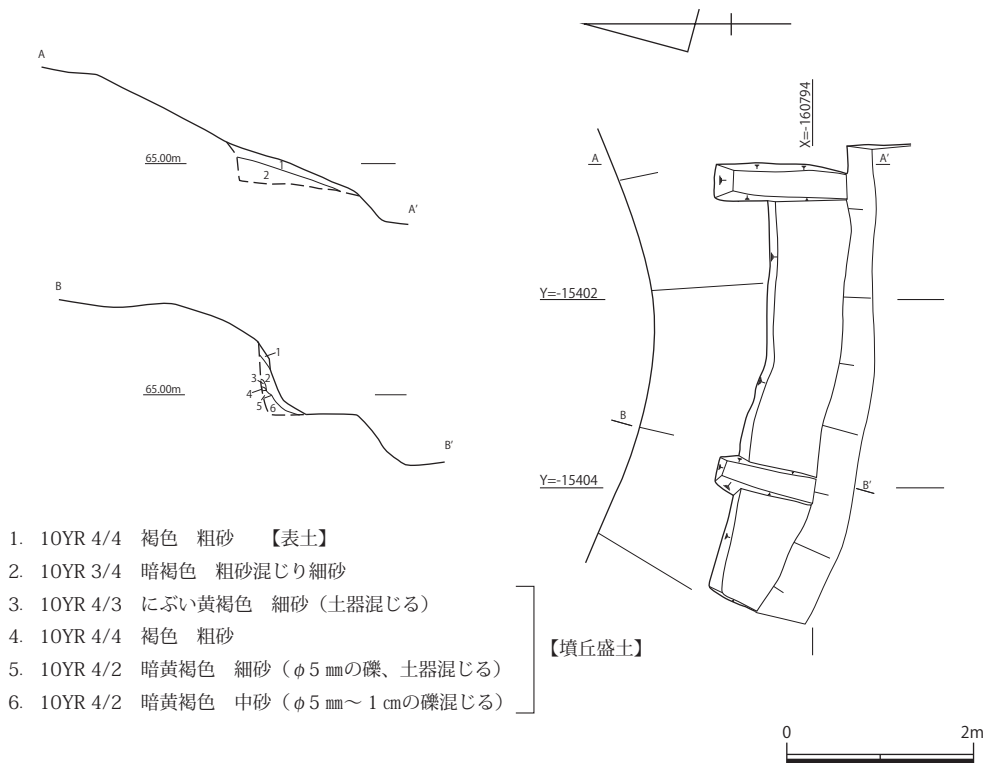 A
65.00m
1
2
A'
B
65.00m
1
3 2
4
5 6
B'
X=-160794
A
A'
Y=-15402
B
Y=-15404
B'
1. 10YR 4/4 褐色 粗砂 【表土】
2. 10YR 3/4 暗褐色 粗砂混じり細砂
3. 10YR 4/3 にぶい黄褐色 細砂（土器混じる）
4. 10YR 4/4 褐色 粗砂
5. 10YR 4/2 暗黄褐色 細砂（φ5㎜の礫、土器混じる）
6. 10YR 4/2 暗黄褐色 中砂（φ5㎜～1㎝の礫混じる）
【墳丘盛土】
0 2m